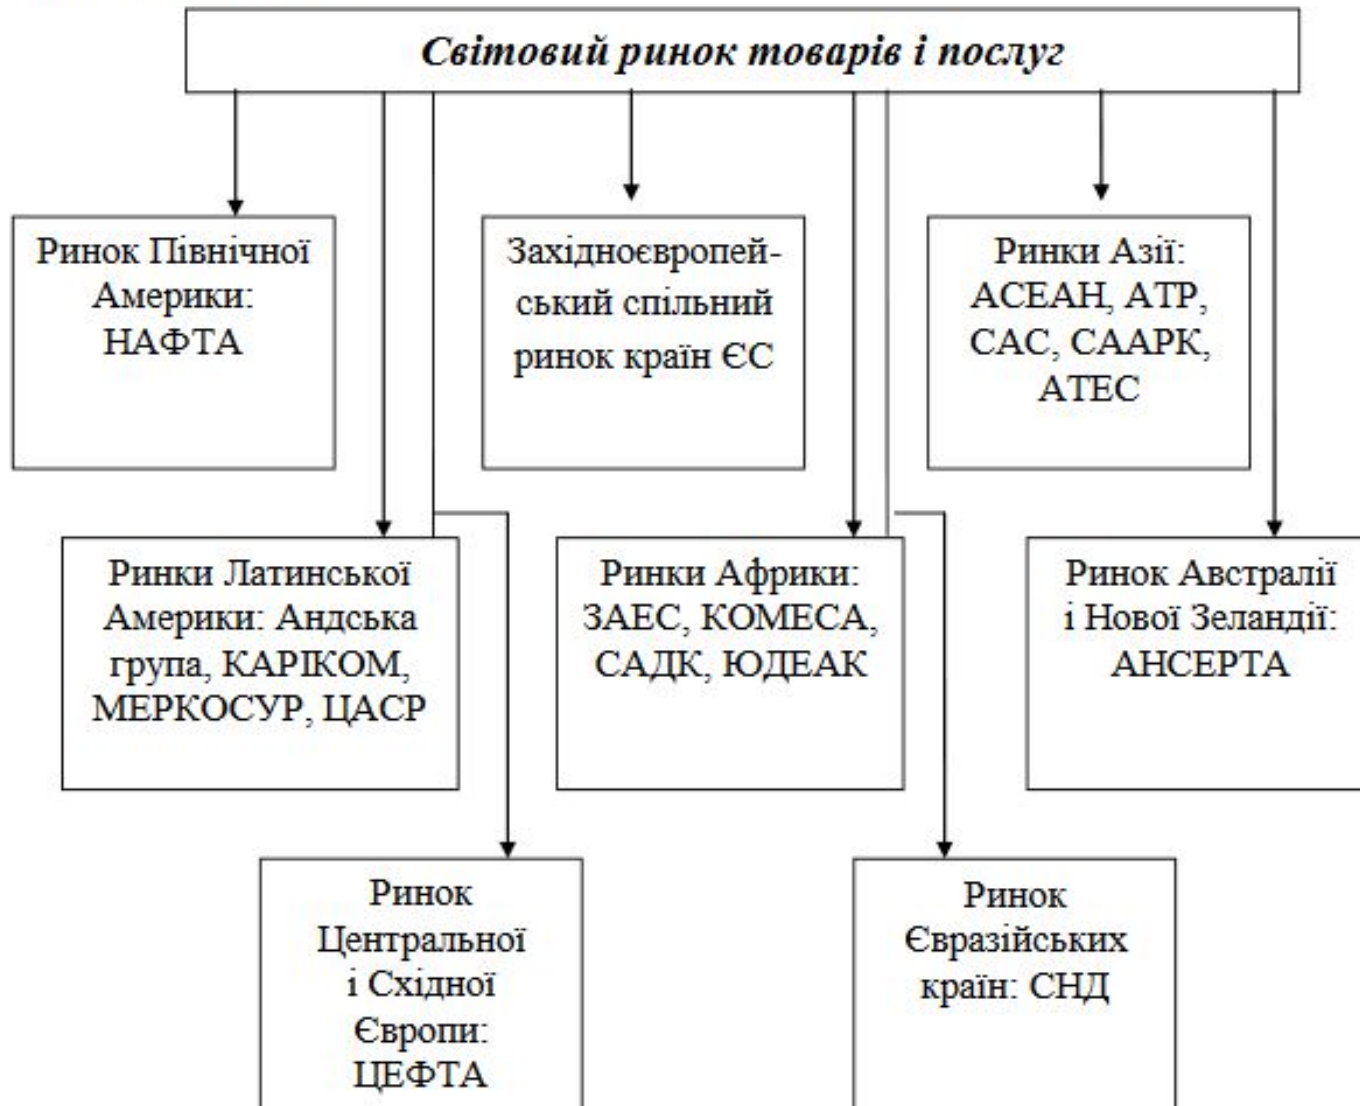 Світовий ринок товарів і послуг
Ринок Північної
Америки:
НАФТА
Західноєвропей-
ський спільний
ринок країн ЄС
Ринки Азії:
АСЕАН, АТР,
САС, СААРК,
АТЕС
Ринки Латинської
Америки: Андська
група, КАРІКОМ,
МЕРКОСУР, ЦАСР
Ринки Африки:
ЗАЕС, КОМЕСА,
САДК, ЮДЕАК
Ринок Австралії
і Нової Зеландії:
АНСЕРТА
Ринок
Центральної
і Східної
Європи:
ЦЕФТА
Ринок
Євразійських
країн: СНД